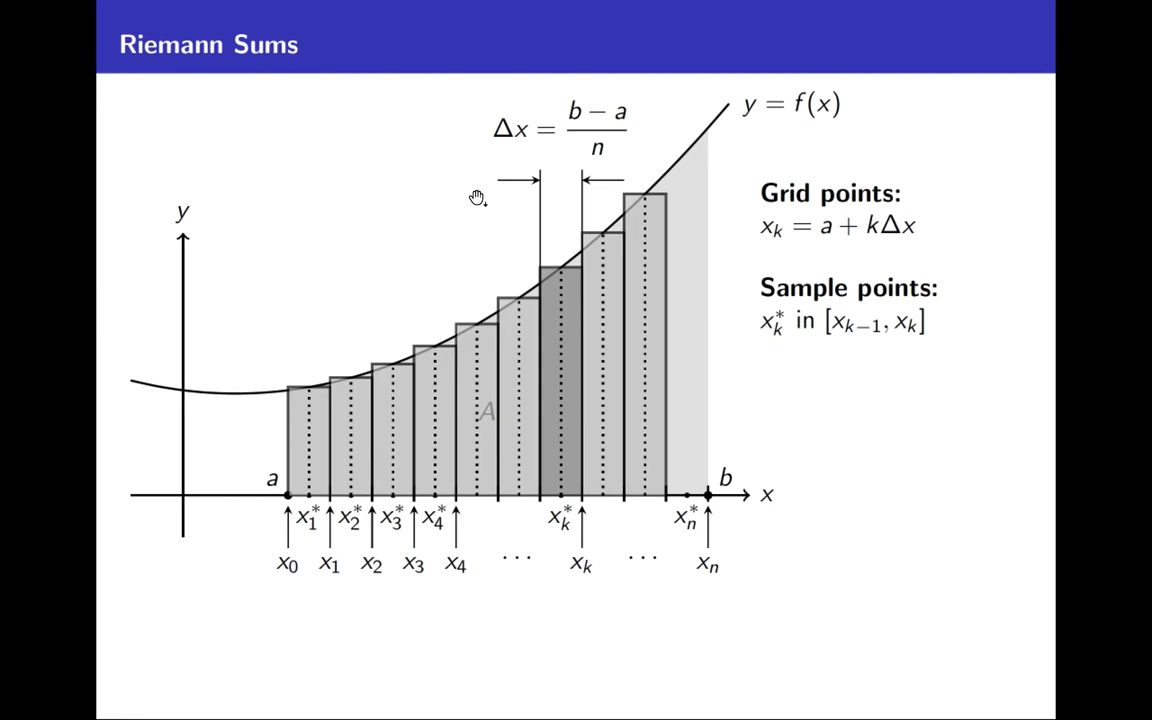 Riemann Sums
Δx = \frac{b − a}{n}
y = f(x)
Grid points:
x_k = a + kΔx
Sample points:
x_k^* in [x_{k−1}, x_k]
y
A
a
b
x
x_1^* x_2^* x_3^* x_4^* x_k^* x_n^*
x_0 x_1 x_2 x_3 x_4 ··· x_k ··· x_n